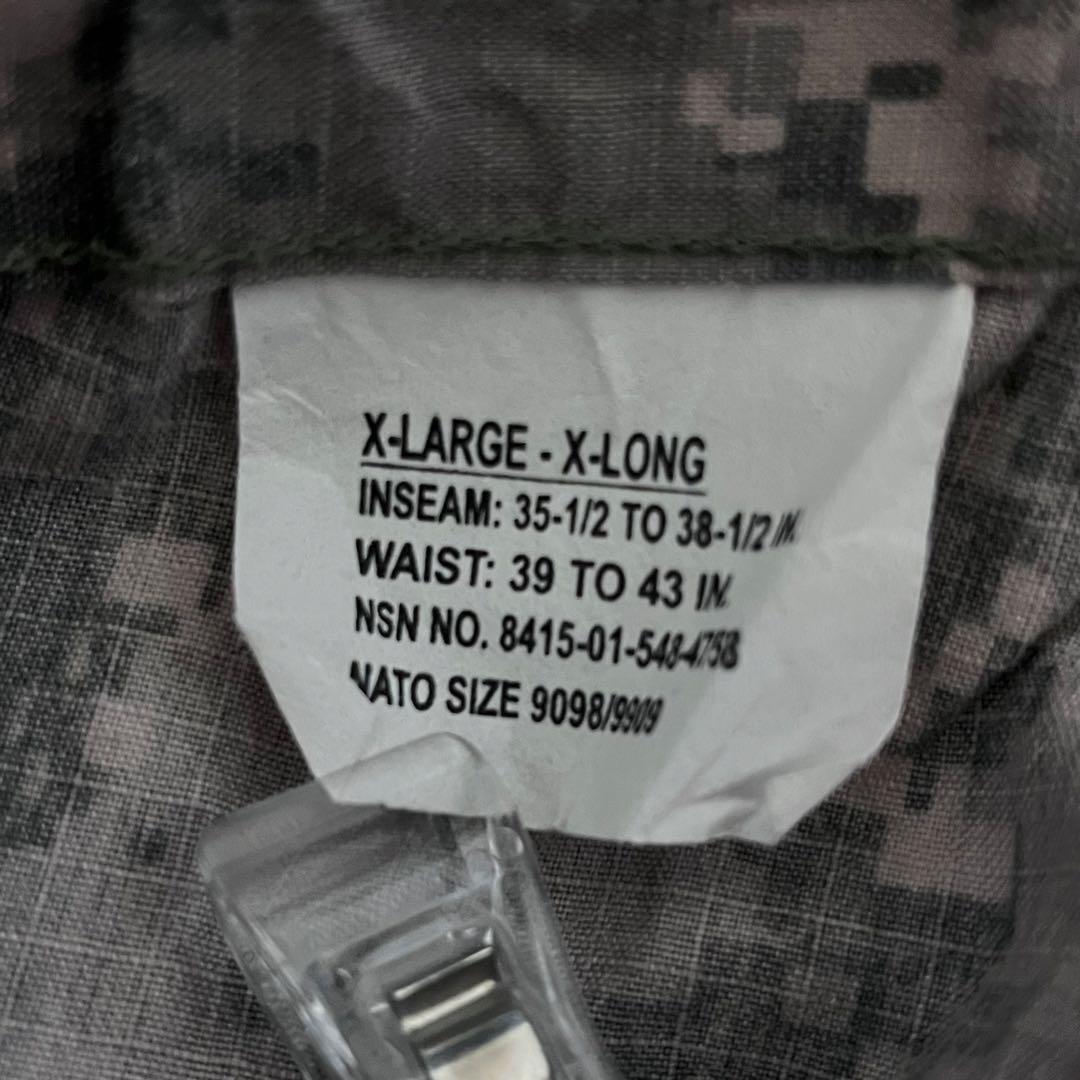 X-LARGE - X-LONG
INSEAM: 35-1/2 TO 38-1/2 IN.
WAIST: 39 TO 43 IN.
NSN NO. 8415-01-548-
NATO SIZE 9098/9909